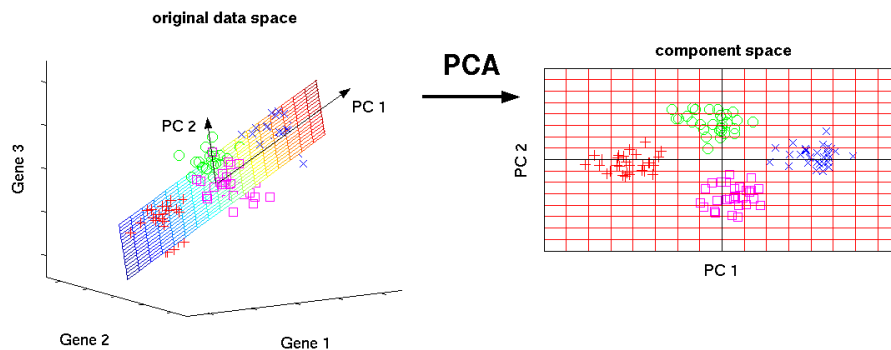 original data space
PCA
component space
PC 1
PC 2
Gene 3
Gene 2
Gene 1
PC 2
PC 1